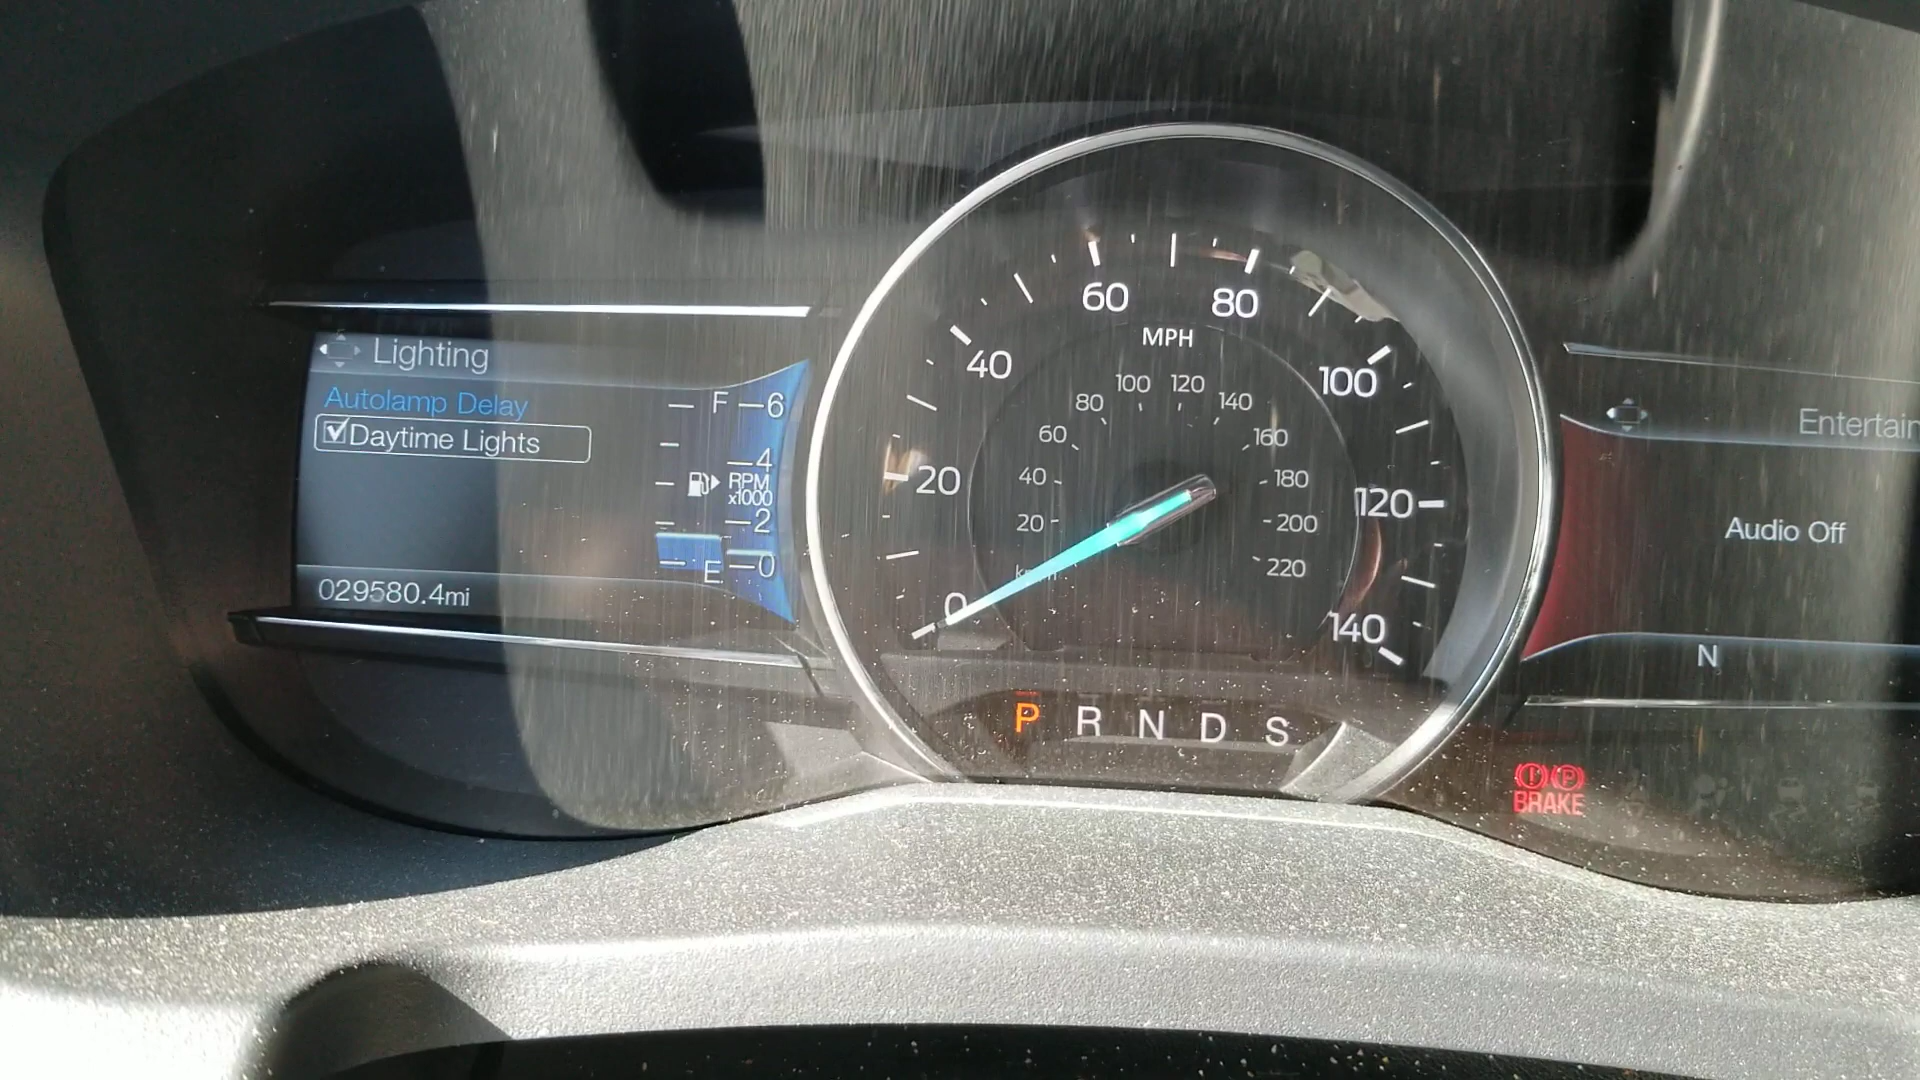 Lighting
Autolamp Delay
Daytime Lights
F 6
4
RPM
x1000
2
E 0
029580.4mi
0 20 40 60 80 100 120 140
MPH
20 40 60 80 100 120 140 160 180 200 220
P R N D S
Audio Off
N
BRAKE